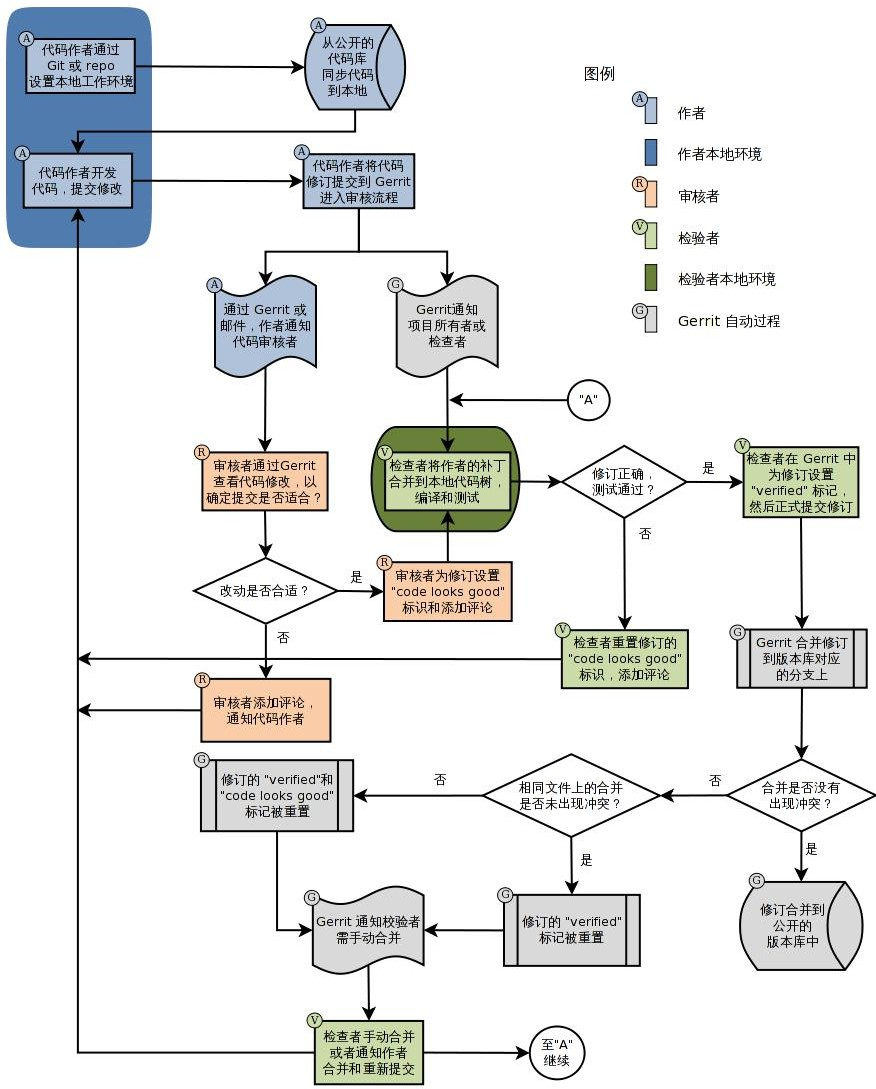 A
代码作者通过
Git 或 repo
设置本地工作环境
A
从公开的
代码库
同步代码
到本地
图例
A
作者
作者本地环境
R
审核者
V
检验者
检验者本地环境
G
Gerrit 自动过程
A
代码作者开发
代码，提交修改
A
代码作者将代码
修订提交到 Gerrit
进入审核流程
A
通过 Gerrit 或
邮件，作者通知
代码审核者
G
Gerrit通知
项目所有者或
检查者
"A"
R
审核者通过Gerrit
查看代码修改，以
确定提交是否适合？
V
检查者将作者的补丁
合并到本地代码树，
编译和测试
修订正确，
测试通过？
是
V
检查者在 Gerrit 中
为修订设置
"verified" 标记，
然后正式提交修订
否
改动是否合适？
是
R
审核者为修订设置
"code looks good"
标识和添加评论
否
V
检查者重置修订的
"code looks good"
标识，添加评论
G
Gerrit 合并修订
到版本库对应
的分支上
R
审核者添加评论，
通知代码作者
G
修订的 "verified"和
"code looks good"
标记被重置
否
相同文件上的合并
是否未出现冲突？
否
合并是否没有
出现冲突？
是
是
G
Gerrit 通知校验者
需手动合并
G
修订的 "verified"
标记被重置
G
修订合并到
公开的
版本库中
V
检查者手动合并
或者通知作者
合并和重新提交
至"A"
继续